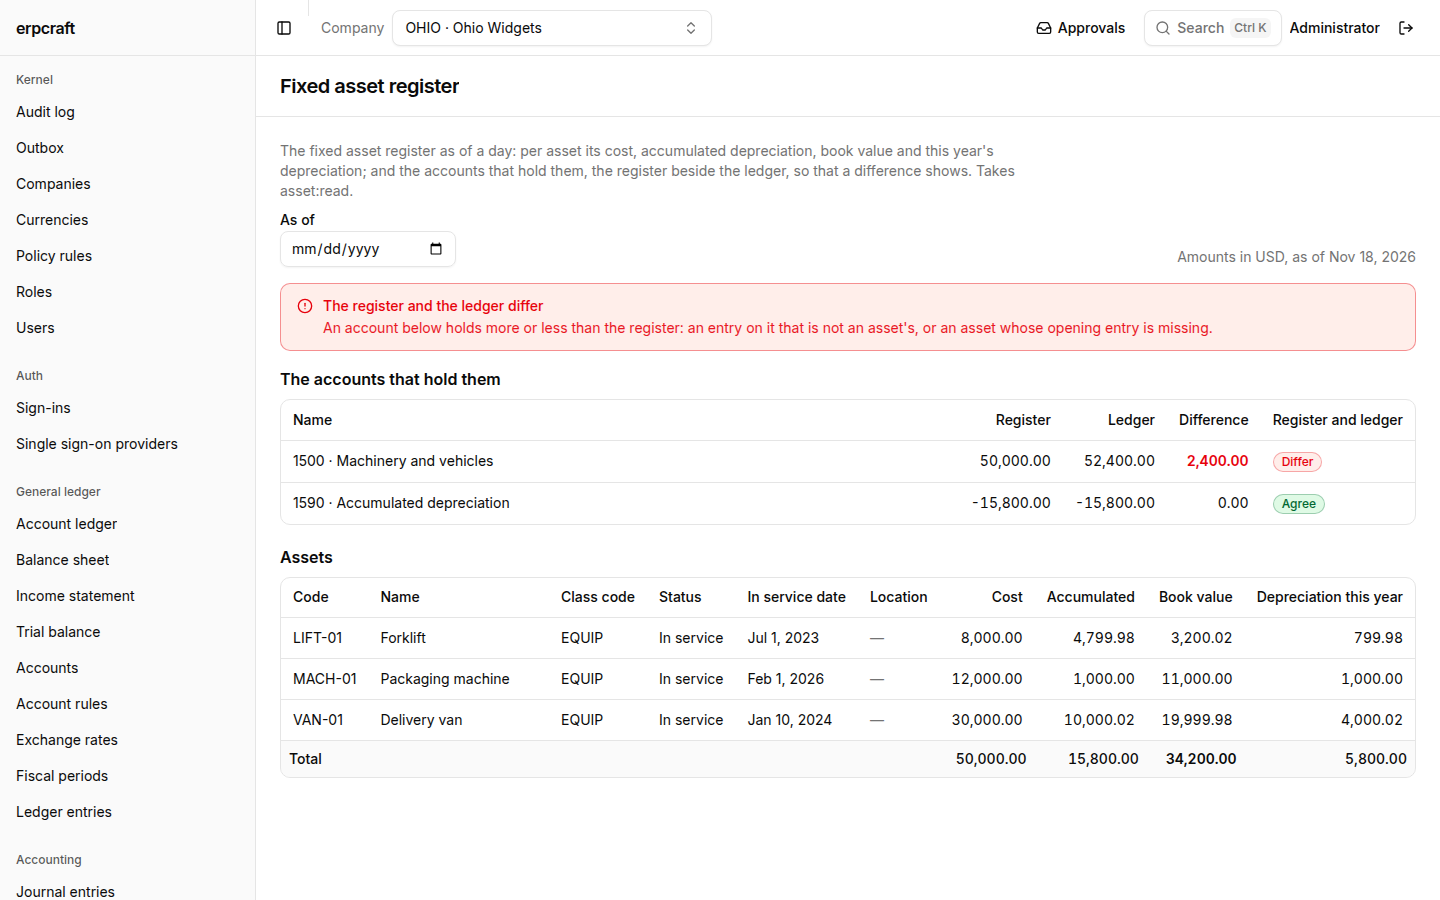 erpcraft
Company
OHIO · Ohio Widgets
Approvals
Search Ctrl K
Administrator
Kernel
Audit log
Outbox
Companies
Currencies
Policy rules
Roles
Users
Auth
Sign-ins
Single sign-on providers
General ledger
Account ledger
Balance sheet
Income statement
Trial balance
Accounts
Account rules
Exchange rates
Fiscal periods
Ledger entries
Accounting
Journal entries
Fixed asset register
The fixed asset register as of a day: per asset its cost, accumulated depreciation, book value and this year's
depreciation; and the accounts that hold them, the register beside the ledger, so that a difference shows. Takes
asset:read.
As of
mm/dd/yyyy
Amounts in USD, as of Nov 18, 2026
The register and the ledger differ
An account below holds more or less than the register: an entry on it that is not an asset's, or an asset whose opening entry is missing.
The accounts that hold them
Name Register Ledger Difference Register and ledger
1500 · Machinery and vehicles 50,000.00 52,400.00 2,400.00 Differ
1590 · Accumulated depreciation -15,800.00 -15,800.00 0.00 Agree
Assets
Code Name Class code Status In service date Location Cost Accumulated Book value Depreciation this year
LIFT-01 Forklift EQUIP In service Jul 1, 2023 — 8,000.00 4,799.98 3,200.02 799.98
MACH-01 Packaging machine EQUIP In service Feb 1, 2026 — 12,000.00 1,000.00 11,000.00 1,000.00
VAN-01 Delivery van EQUIP In service Jan 10, 2024 — 30,000.00 10,000.02 19,999.98 4,000.02
Total 50,000.00 15,800.00 34,200.00 5,800.00